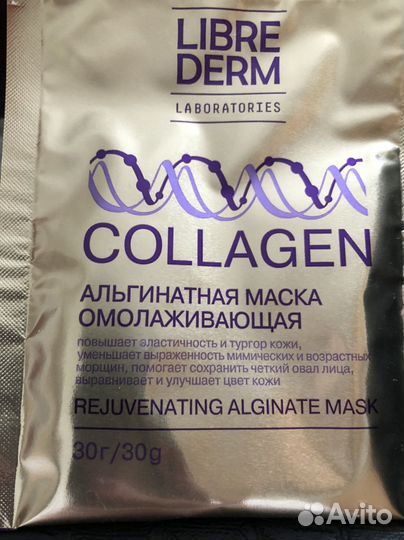 LIBRE
DERM
LABORATORIES
COLLAGEN
АЛЬГИНАТНАЯ МАСКА
ОМОЛАЖИВАЮЩАЯ
повышает эластичность и тургор кожи,
уменьшает выраженность мимических и возрастных
морщин, помогает сохранить четкий овал лица,
выравнивает и улучшает цвет кожи
REJUVENATING ALGINATE MASK
30г/30g
Avito